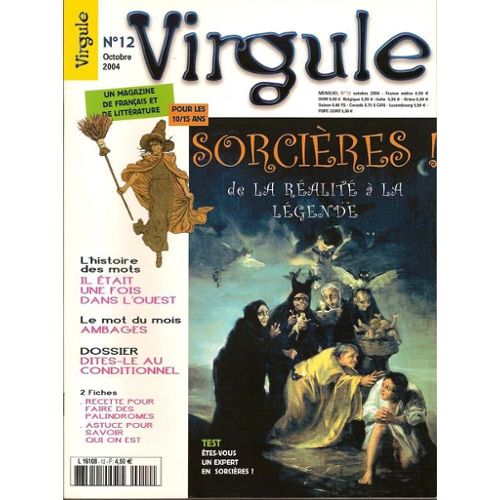 Virgule
N°12
Octobre
2004
Virgule
UN MAGAZINE
DE FRANÇAIS ET
DE LITTÉRATURE
POUR LES
10/15 ANS
SORCIÈRES !
de LA RÉALITÉ à LA
LÉGENDE
L'histoire
des mots
IL ÉTAIT
UNE FOIS
DANS L'OUEST
Le mot du mois
AMBAGES
DOSSIER
DITES-LE AU
CONDITIONNEL
2 Fiches
. RECETTE POUR
FAIRE DES
PALINDROMES
. ASTUCE POUR
SAVOIR
QUI ON EST
TEST
ÊTES-VOUS
UN EXPERT
EN SORCIÈRES ?
L 16108 - 12 - F: 4,50 €